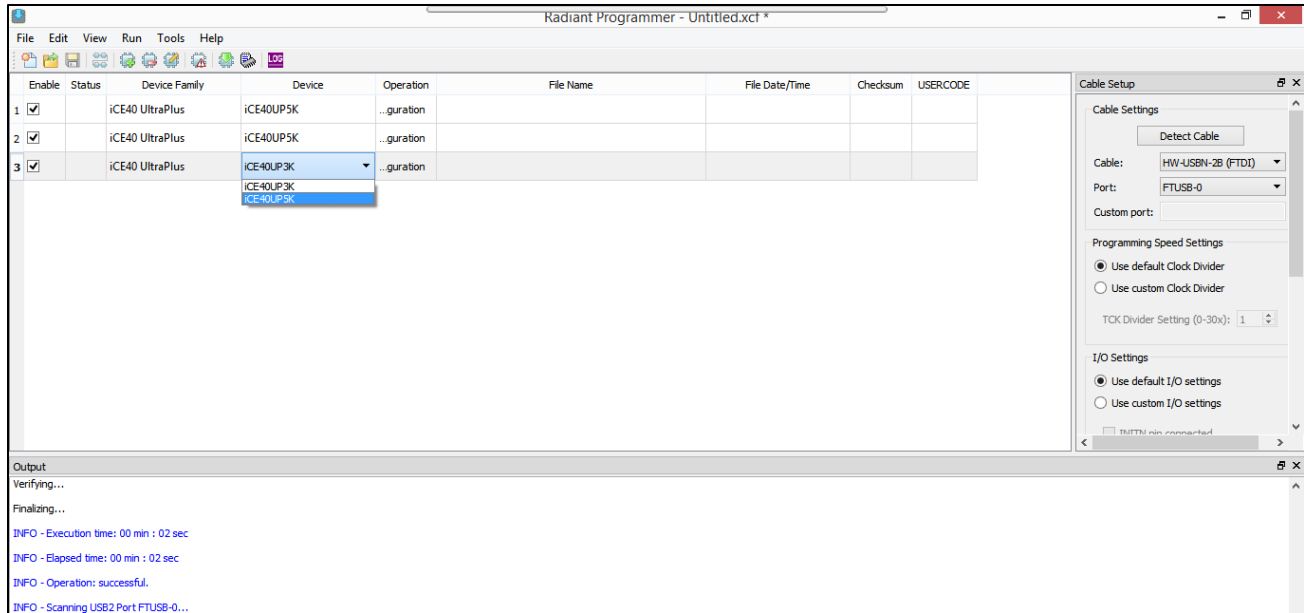 Radiant Programmer - Untitled.xcf *
File Edit View Run Tools Help
LOG
Enable Status Device Family Device Operation File Name File Date/Time Checksum USERCODE
1 iCE40 UltraPlus iCE40UP5K ...guration
2 iCE40 UltraPlus iCE40UP5K ...guration
3 iCE40 UltraPlus iCE40UP3K ...guration
iCE40UP3K
iCE40UP5K
Cable Setup
Cable Settings
Detect Cable
Cable: HW-USBN-2B (FTDI)
Port: FTUSB-0
Custom port:
Programming Speed Settings
Use default Clock Divider
Use custom Clock Divider
TCK Divider Setting (0-30x): 1
I/O Settings
Use default I/O settings
Use custom I/O settings
INITN pin connected
Output
Verifying...
Finalizing...
INFO - Execution time: 00 min : 02 sec
INFO - Elapsed time: 00 min : 02 sec
INFO - Operation: successful.
INFO - Scanning USB2 Port FTUSB-0...